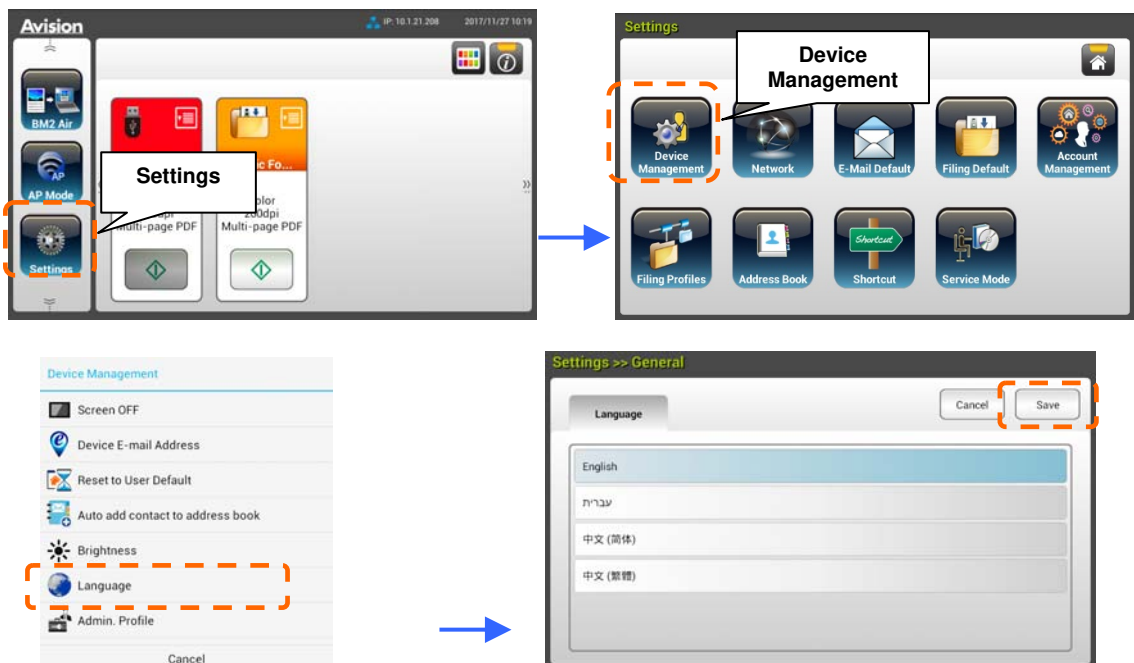 Avision
IP: 10.1.21.208
2017/11/27 10:19
BM2 Air
AP
AP Mode
Settings
Settings
Fo...
200dpi
Multi-page PDF
Multi-page PDF
Settings
Device
Management
Device
Management
Network
E-Mail Default
Filing Default
Account
Management
Filing Profiles
Address Book
Shortcut
Shortcut
Service Mode
Device Management
Screen OFF
Device E-mail Address
Reset to User Default
Auto add contact to address book
Brightness
Language
Admin. Profile
Cancel
Settings >> General
Language
Cancel
Save
English
עברית
中文 (简体)
中文 (繁體)